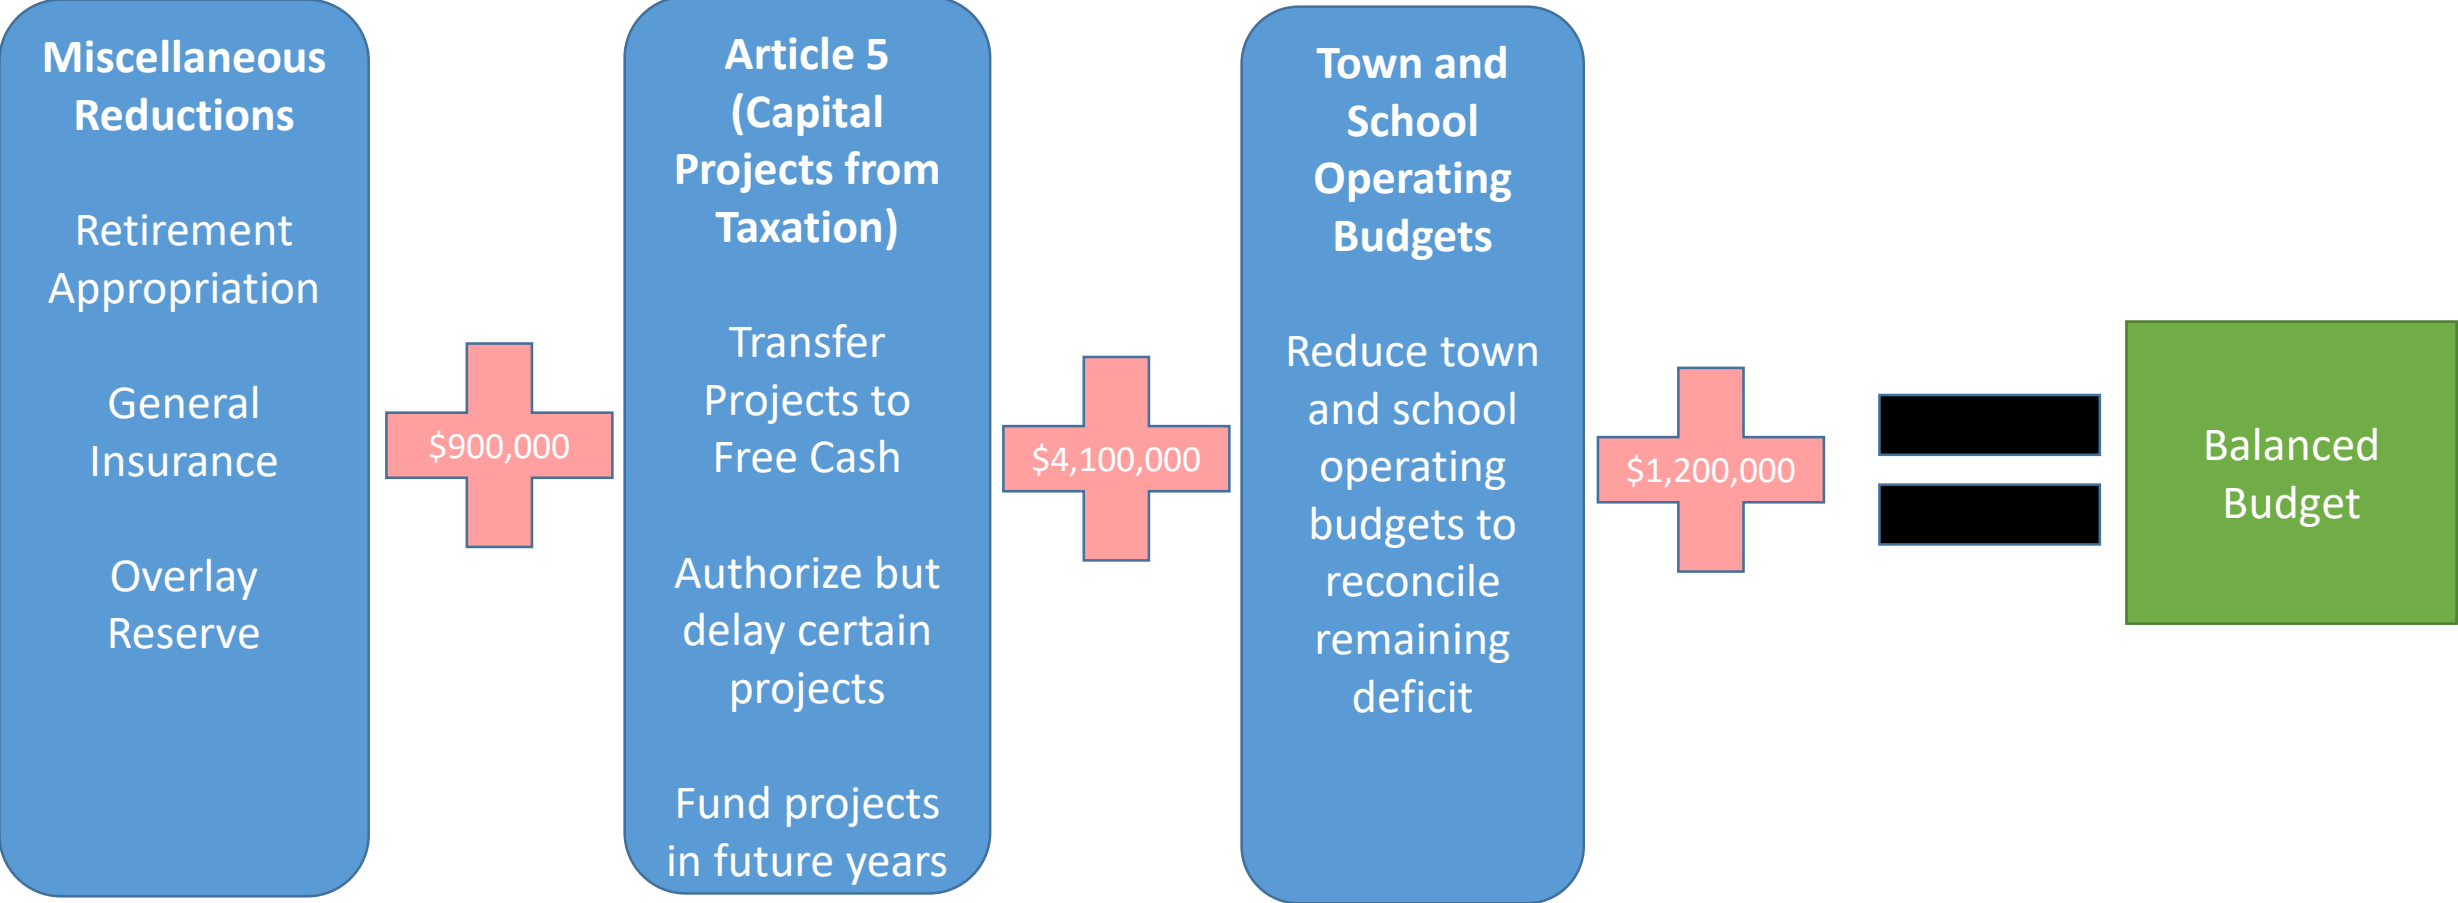 Miscellaneous
Reductions
Retirement
Appropriation
General
Insurance
Overlay
Reserve
$900,000
Article 5
(Capital
Projects from
Taxation)
Transfer
Projects to
Free Cash
Authorize but
delay certain
projects
Fund projects
in future years
$4,100,000
Town and
School
Operating
Budgets
Reduce town
and school
operating
budgets to
reconcile
remaining
deficit
$1,200,000
Balanced
Budget